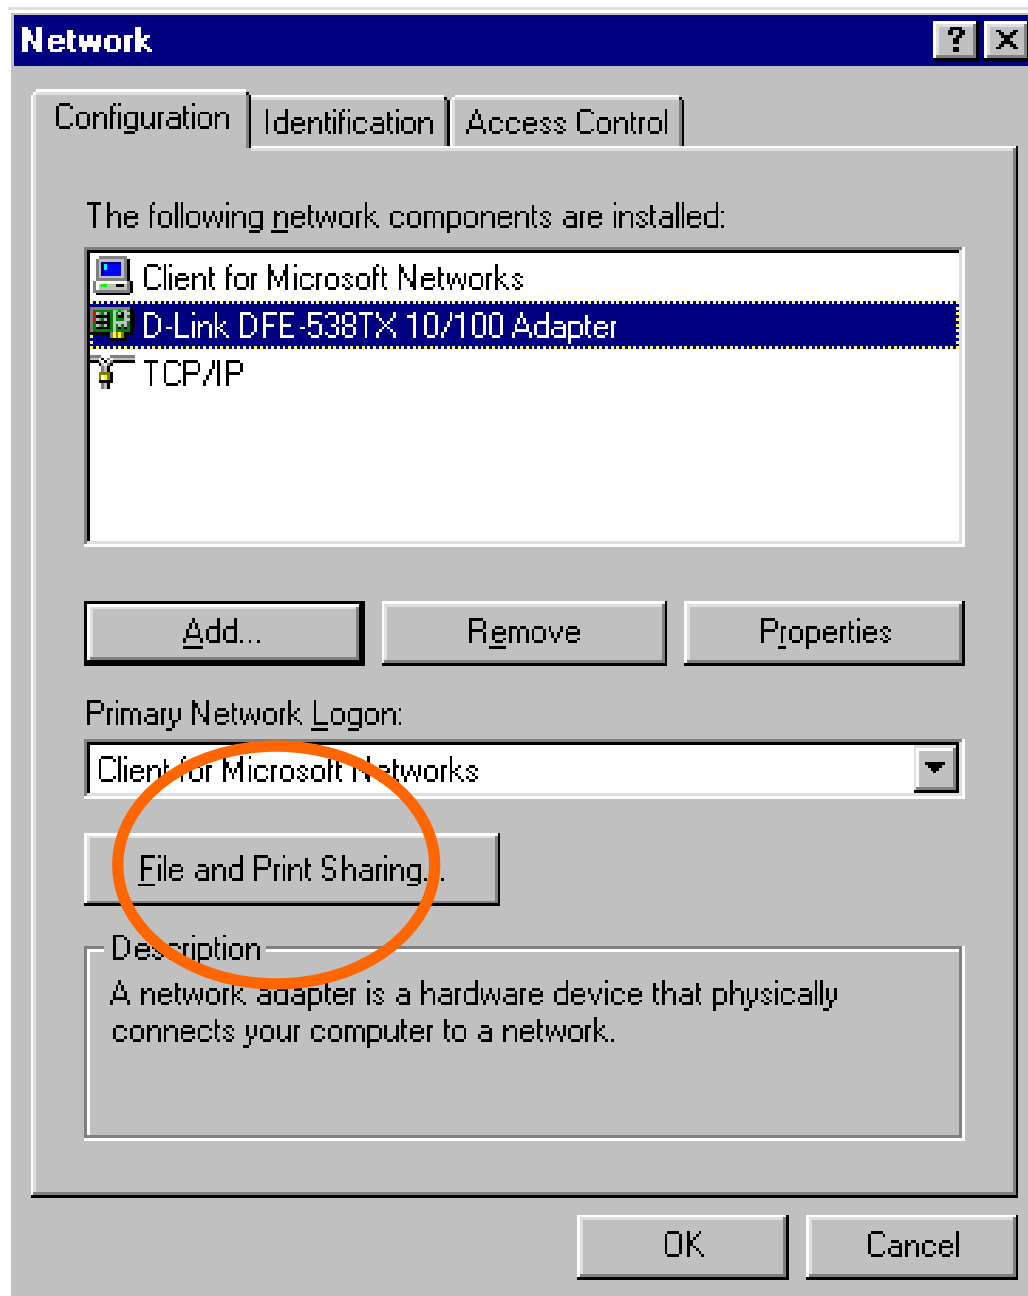 Network
Configuration
Identification
Access Control
The following network components are installed:
Client for Microsoft Networks
D-Link DFE-538TX 10/100 Adapter
TCP/IP
Add...
Remove
Properties
Primary Network Logon:
Client for Microsoft Networks
File and Print Sharing...
Description
A network adapter is a hardware device that physically
connects your computer to a network.
OK
Cancel